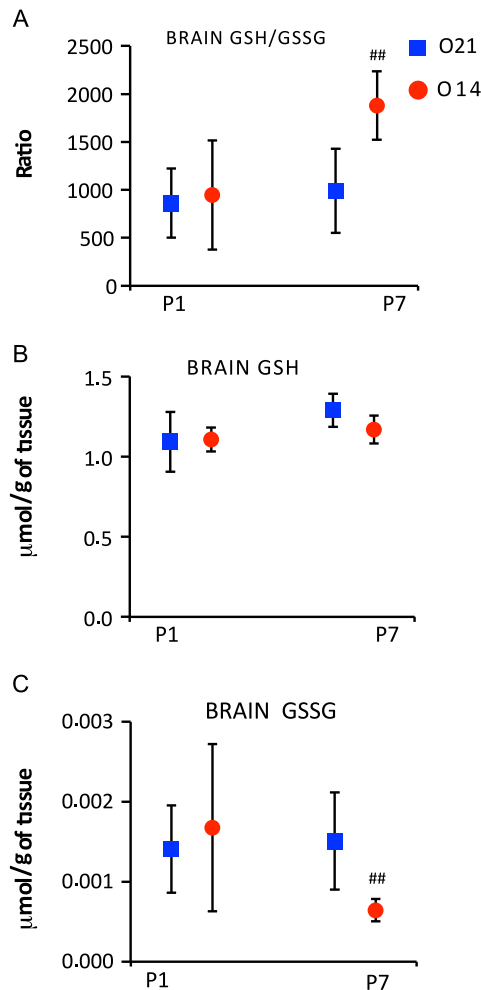 A
BRAIN GSH/GSSG
O21
O14
##
2500
2000
1500
1000
500
0
Ratio
P1
P7
B
BRAIN GSH
1.5
1.0
0.5
0.0
μmol/g of tissue
P1
P7
C
BRAIN GSSG
0.003
0.002
0.001
0.000
μmol/g of tissue
##
P1
P7